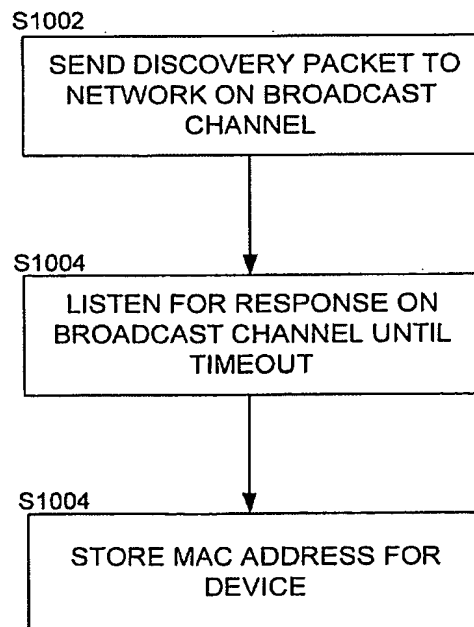 S1002
SEND DISCOVERY PACKET TO
NETWORK ON BROADCAST
CHANNEL
S1004
LISTEN FOR RESPONSE ON
BROADCAST CHANNEL UNTIL
TIMEOUT
S1004
STORE MAC ADDRESS FOR
DEVICE